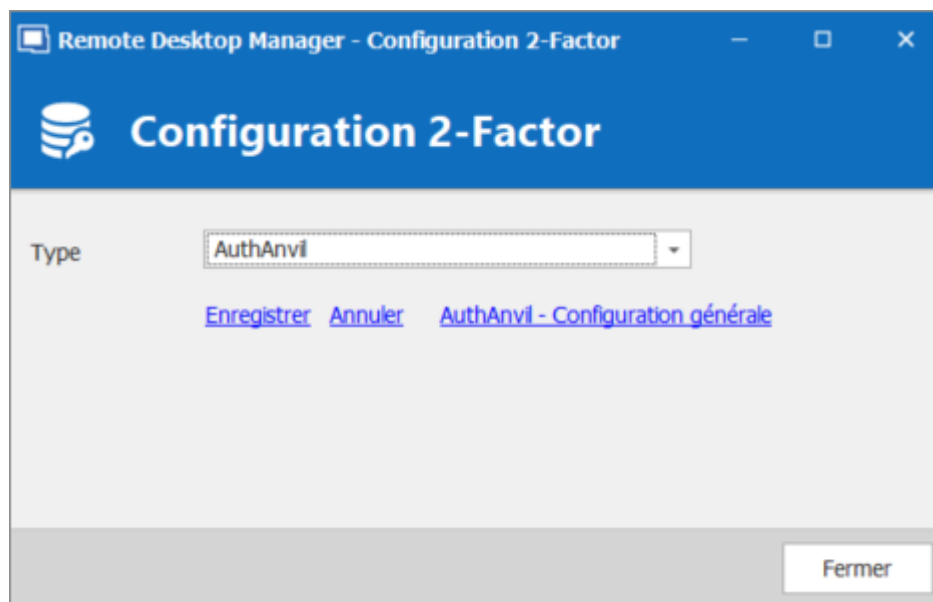 Remote Desktop Manager - Configuration 2-Factor
Configuration 2-Factor
Type AuthAnvil
Enregistrer Annuler AuthAnvil - Configuration générale
Fermer